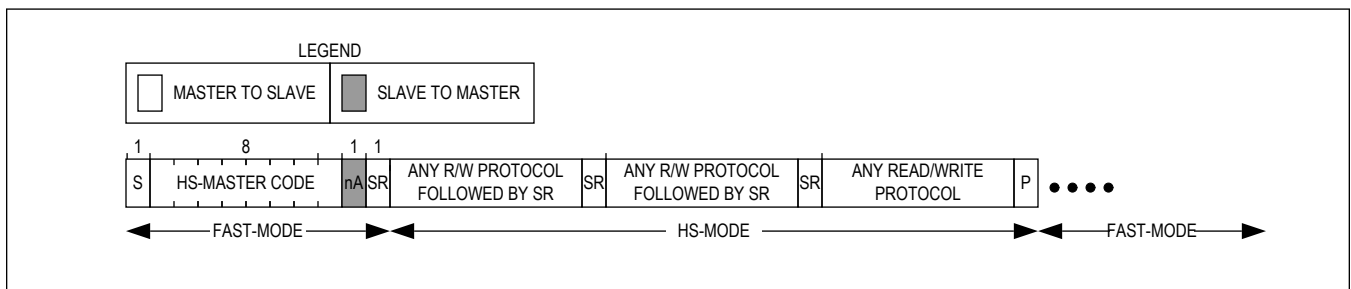 LEGEND
MASTER TO SLAVE SLAVE TO MASTER
1 8 1 1
S HS-MASTER CODE nA SR ANY R/W PROTOCOL FOLLOWED BY SR SR ANY R/W PROTOCOL FOLLOWED BY SR SR ANY READ/WRITE PROTOCOL P
FAST-MODE HS-MODE FAST-MODE